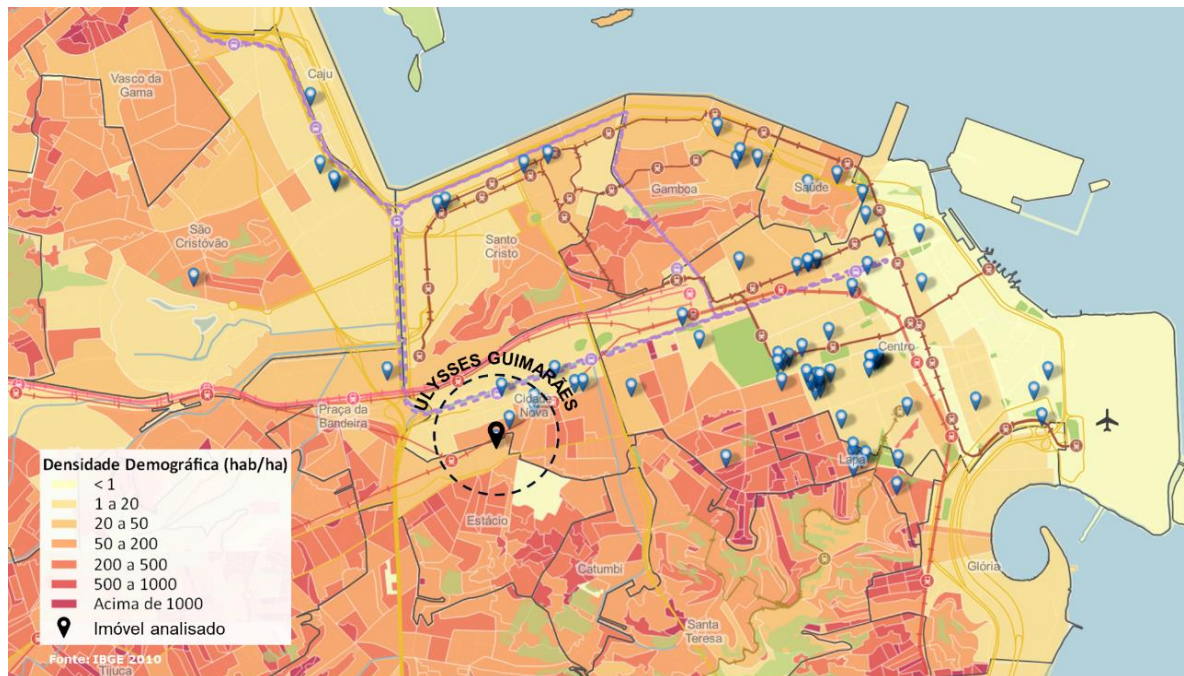 Caju
Vasco da
Gama
Gamboa
Saúde
São
Cristóvão
Santo
Cristo
Centro
ULYSSES GUIMARÃES
Cidade
Nova
Praça da
Bandeira
Lapa
Estácio
Catumbi
Glória
Santa
Teresa
Tijuca
Densidade Demográfica (hab/ha)
< 1
1 a 20
20 a 50
50 a 200
200 a 500
500 a 1000
Acima de 1000
Imóvel analisado
Fonte: IBGE 2010